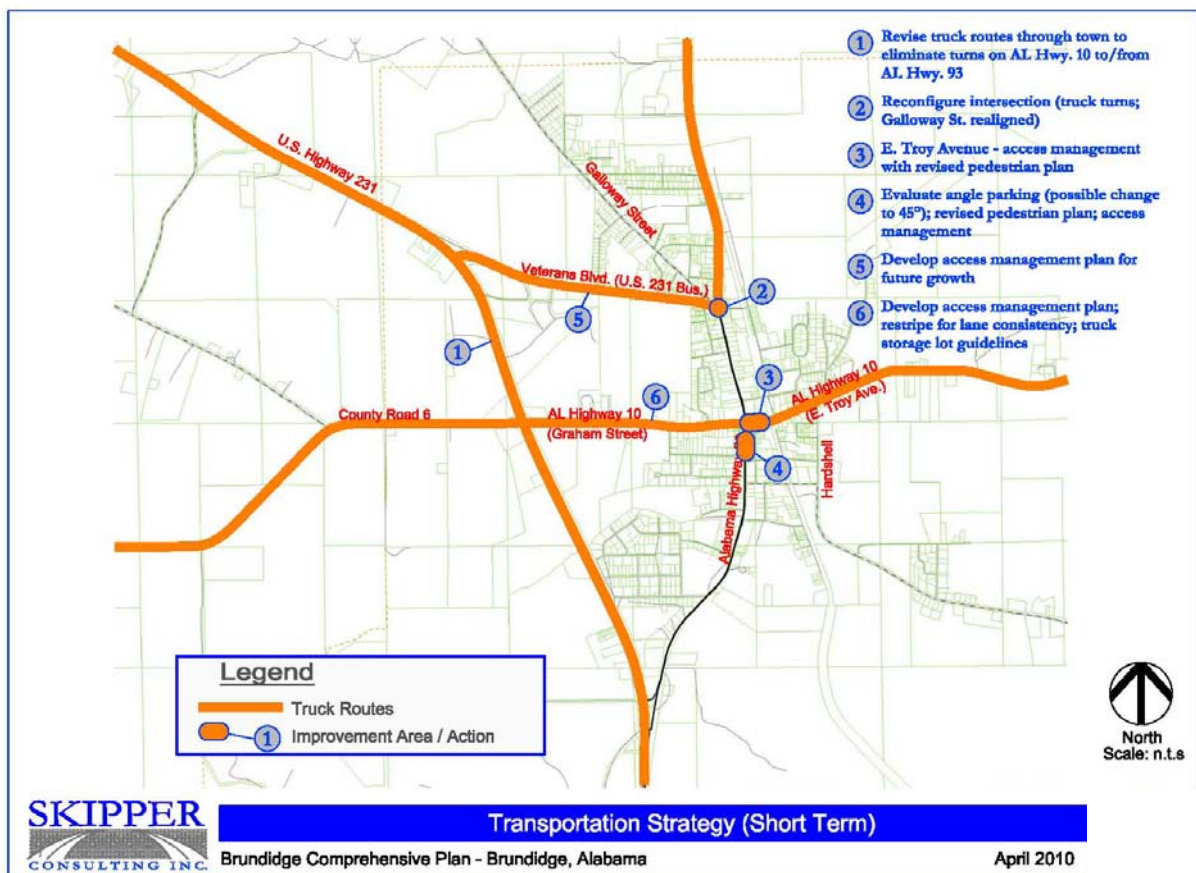 1 Revise truck routes through town to
eliminate turns on AL Hwy. 10 to/from
AL Hwy. 93
2 Reconfigure intersection (truck turns;
Galloway St. realigned)
3 E. Troy Avenue - access management
with revised pedestrian plan
4 Evaluate angle parking (possible change
to 45°); revised pedestrian plan; access
management
5 Develop access management plan for
future growth
6 Develop access management plan;
restripe for lane consistency; truck
storage lot guidelines
U.S. Highway 231
Galloway Street
Veterans Blvd. (U.S. 231 Bus.)
2
5
1
3
AL Highway 10
(E. Troy Ave.)
6
County Road 6
AL Highway 10
(Graham Street)
4
Alabama Highway
Hardshell
Legend
Truck Routes
1 Improvement Area / Action
North
Scale: n.t.s
SKIPPER
CONSULTING INC.
Transportation Strategy (Short Term)
Brundidge Comprehensive Plan - Brundidge, Alabama
April 2010